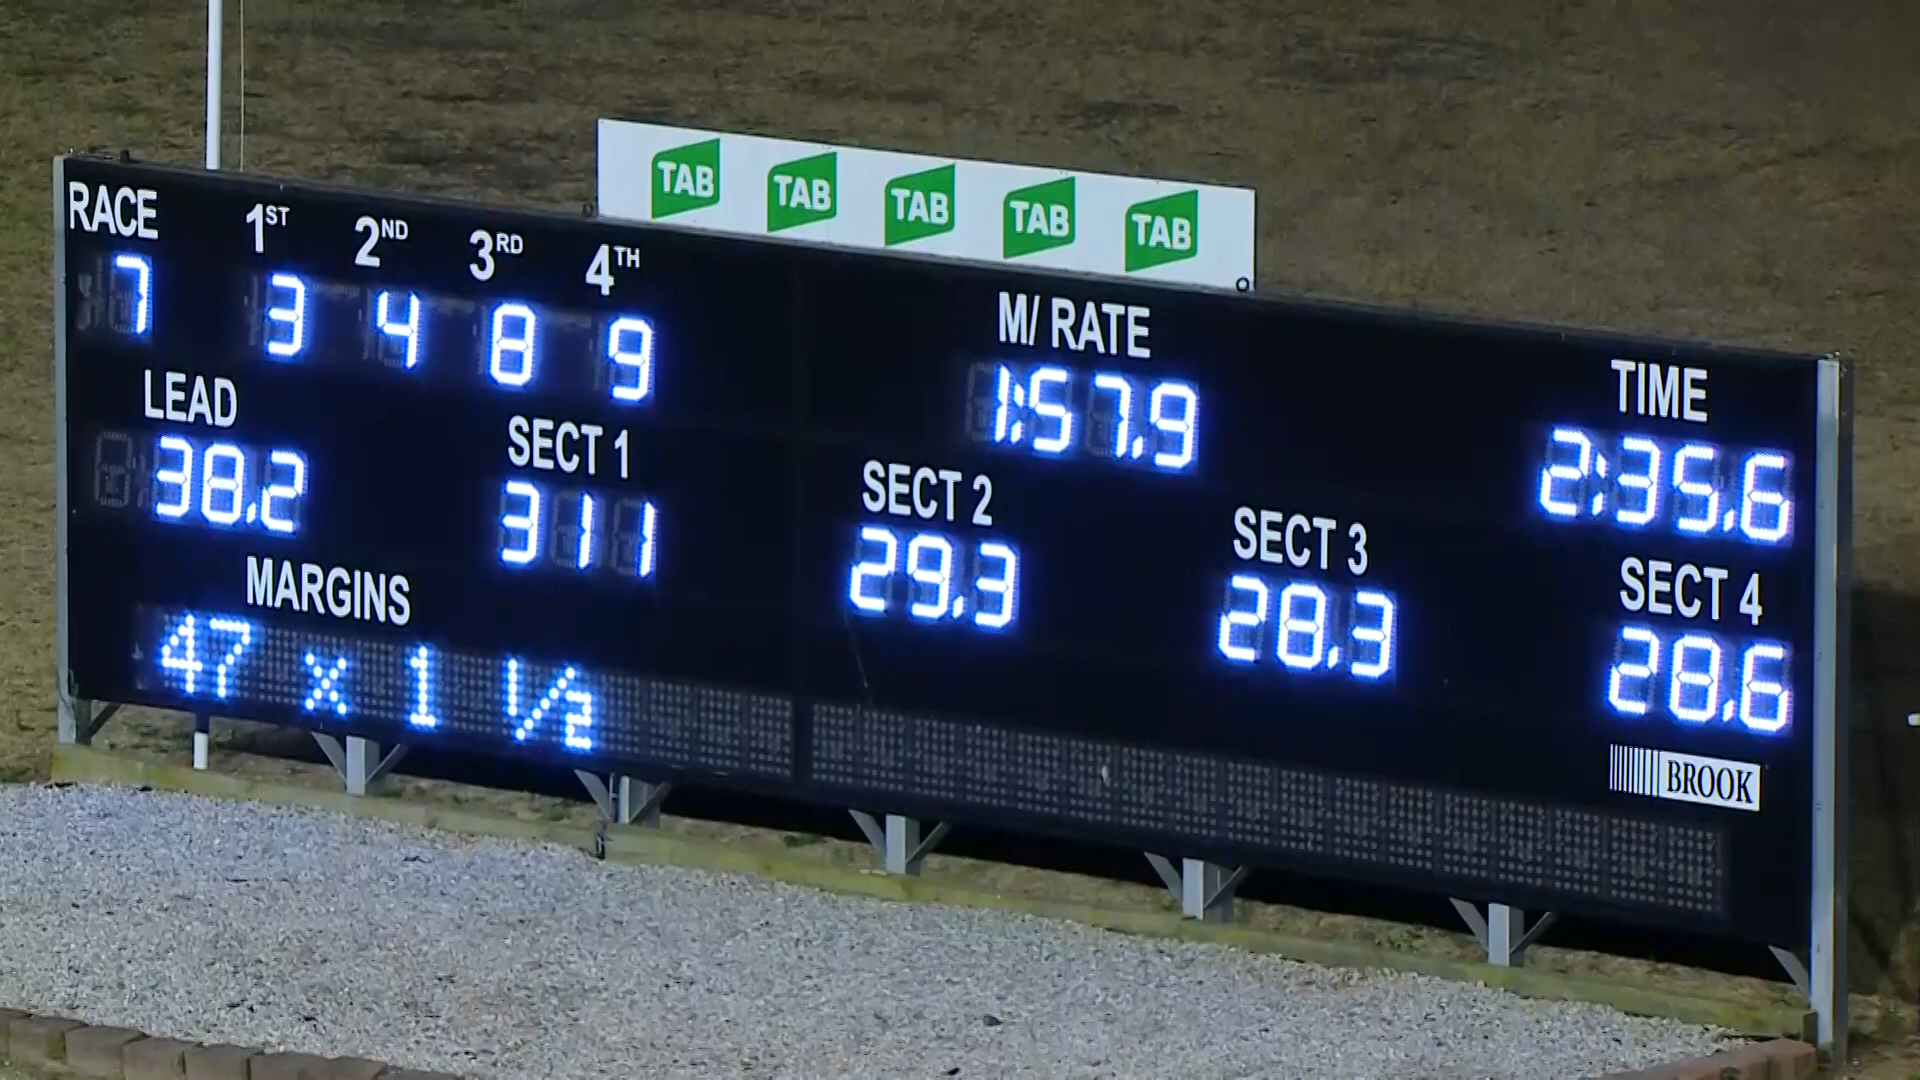 TAB TAB TAB TAB TAB
RACE 1ST 2ND 3RD 4TH
7 3 4 8 9
M/ RATE
1:57.9
TIME
2:35.6
LEAD
38.2
SECT 1
311
SECT 2
29.3
SECT 3
28.3
SECT 4
28.6
MARGINS
47 x 1 ½
BROOK